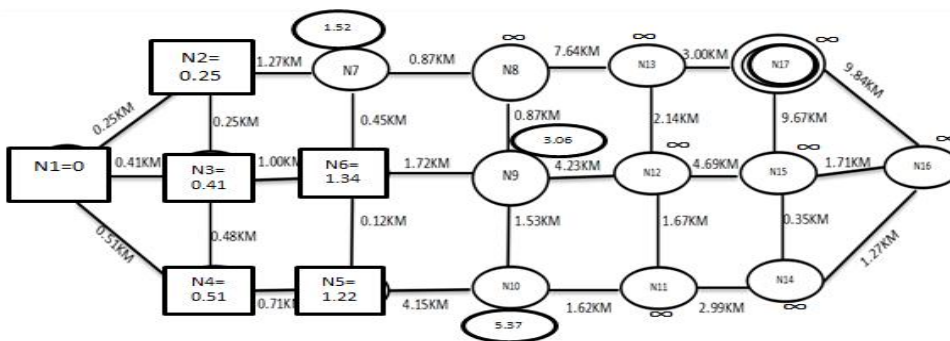 1.52
∞
∞
∞
N2=
0.25
1.27KM
N7
0.87KM
N8
7.64KM
N13
3.00KM
N17
9.84KM
0.25KM
0.25KM
0.45KM
0.87KM
2.14KM
9.67KM
3.06
∞
∞
∞
N1=0
0.41KM
N3=
0.41
1.00KM
N6=
1.34
1.72KM
N9
4.23KM
N12
4.69KM
N15
1.71KM
N16
0.51KM
0.48KM
0.12KM
1.53KM
1.67KM
0.35KM
1.27KM
N4=
0.51
0.71KM
N5=
1.22
4.15KM
N10
1.62KM
N11
2.99KM
N14
∞
∞
5.37